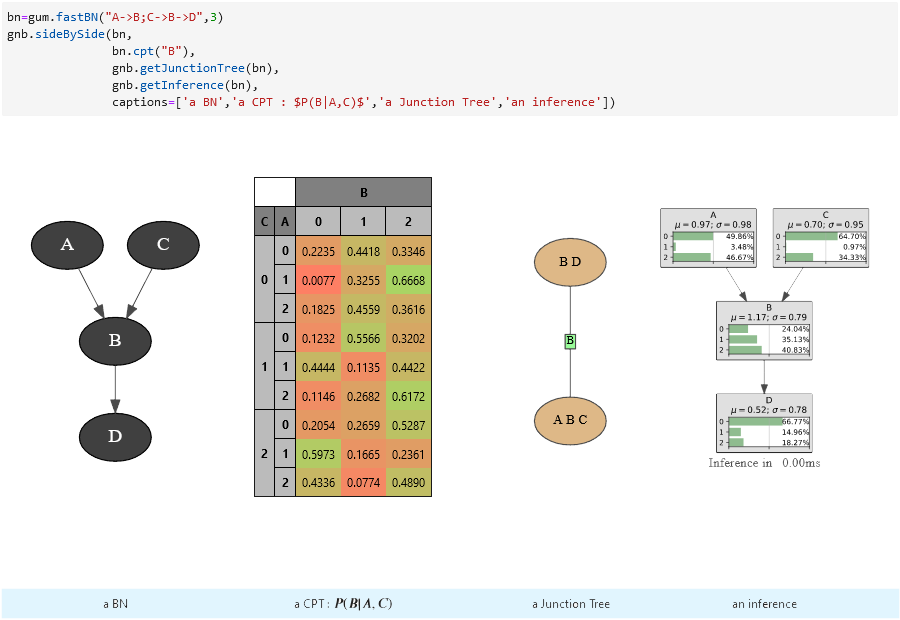 bn=gum.fastBN("A->B;C->B->D",3)
gnb.sideBySide(bn,
bn.cpt("B"),
gnb.getJunctionTree(bn),
gnb.getInference(bn),
captions=['a BN','a CPT : $P(B|A,C)$','a Junction Tree','an inference'])
A C
B
D
B
C A 0 1 2
0 0 0.2235 0.4418 0.3346
1 0.0077 0.3255 0.6668
2 0.1825 0.4559 0.3616
1 0 0.1232 0.5566 0.3202
1 0.4444 0.1135 0.4422
2 0.1146 0.2682 0.6172
2 0 0.2054 0.2659 0.5287
1 0.5973 0.1665 0.2361
2 0.4336 0.0774 0.4890
B D
B
A B C
A
μ=0.97; σ=0.98
0 49.86%
1 3.48%
2 46.67%
C
μ=0.70; σ=0.95
0 64.70%
1 0.97%
2 34.33%
B
μ=1.17; σ=0.79
0 24.04%
1 35.13%
2 40.83%
D
μ=0.52; σ=0.78
0 66.77%
1 14.96%
2 18.27%
Inference in 0.00ms
a BN
a CPT : P(B|A, C)
a Junction Tree
an inference